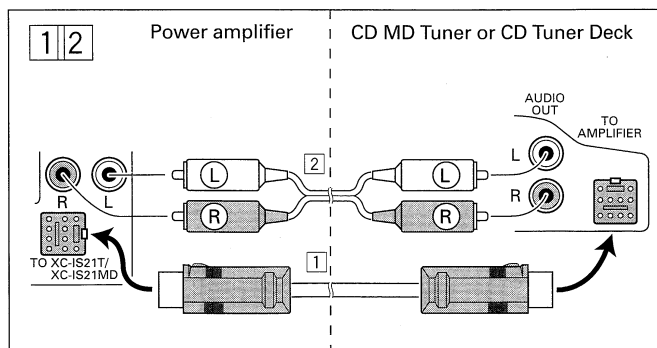 1 2
Power amplifier
CD MD Tuner or CD Tuner Deck
AUDIO
OUT
TO
AMPLIFIER
2
L
L
L
R
L
R
R
R
TO XC-IS21T/
XC-IS21MD
1